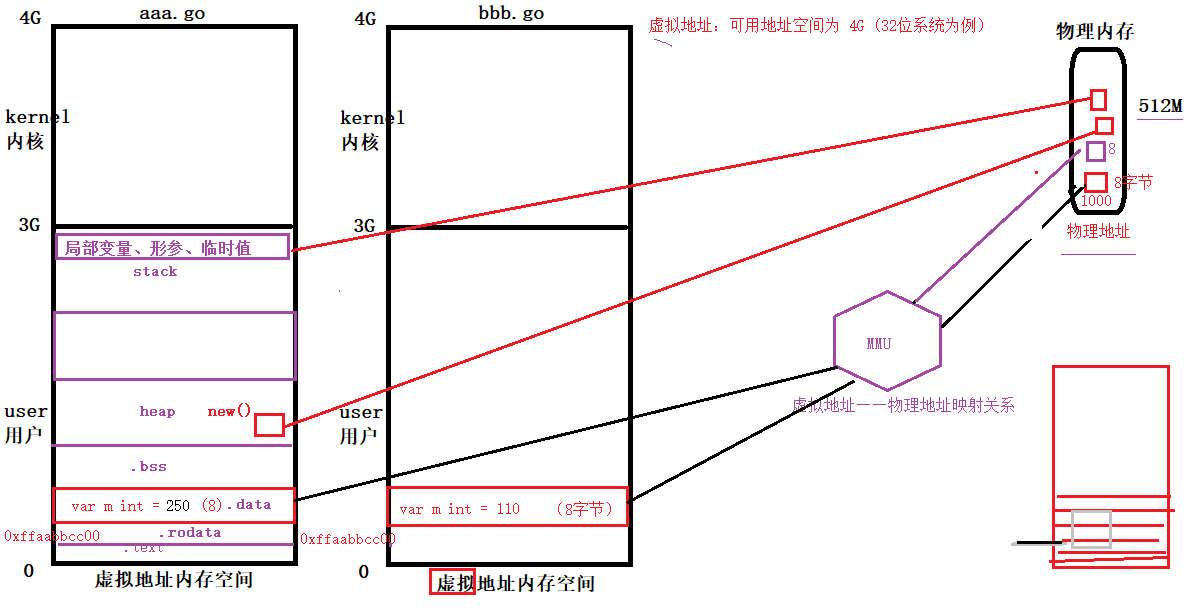 4G
aaa.go
4G
bbb.go
虚拟地址：可用地址空间为 4G（32位系统为例）
物理内存
kernel
内核
kernel
内核
512M
8
8字节
1000
物理地址
3G
3G
局部变量、形参、临时值
stack
MMU
虚拟地址——物理地址映射关系
user
用户
heap new()
user
用户
.bss
var m int = 250 (8) .data
var m int = 110 （8字节）
0xffaabbcc00
.rodata
0xffaabbcc00
.text
0
虚拟地址内存空间
0
虚拟地址内存空间